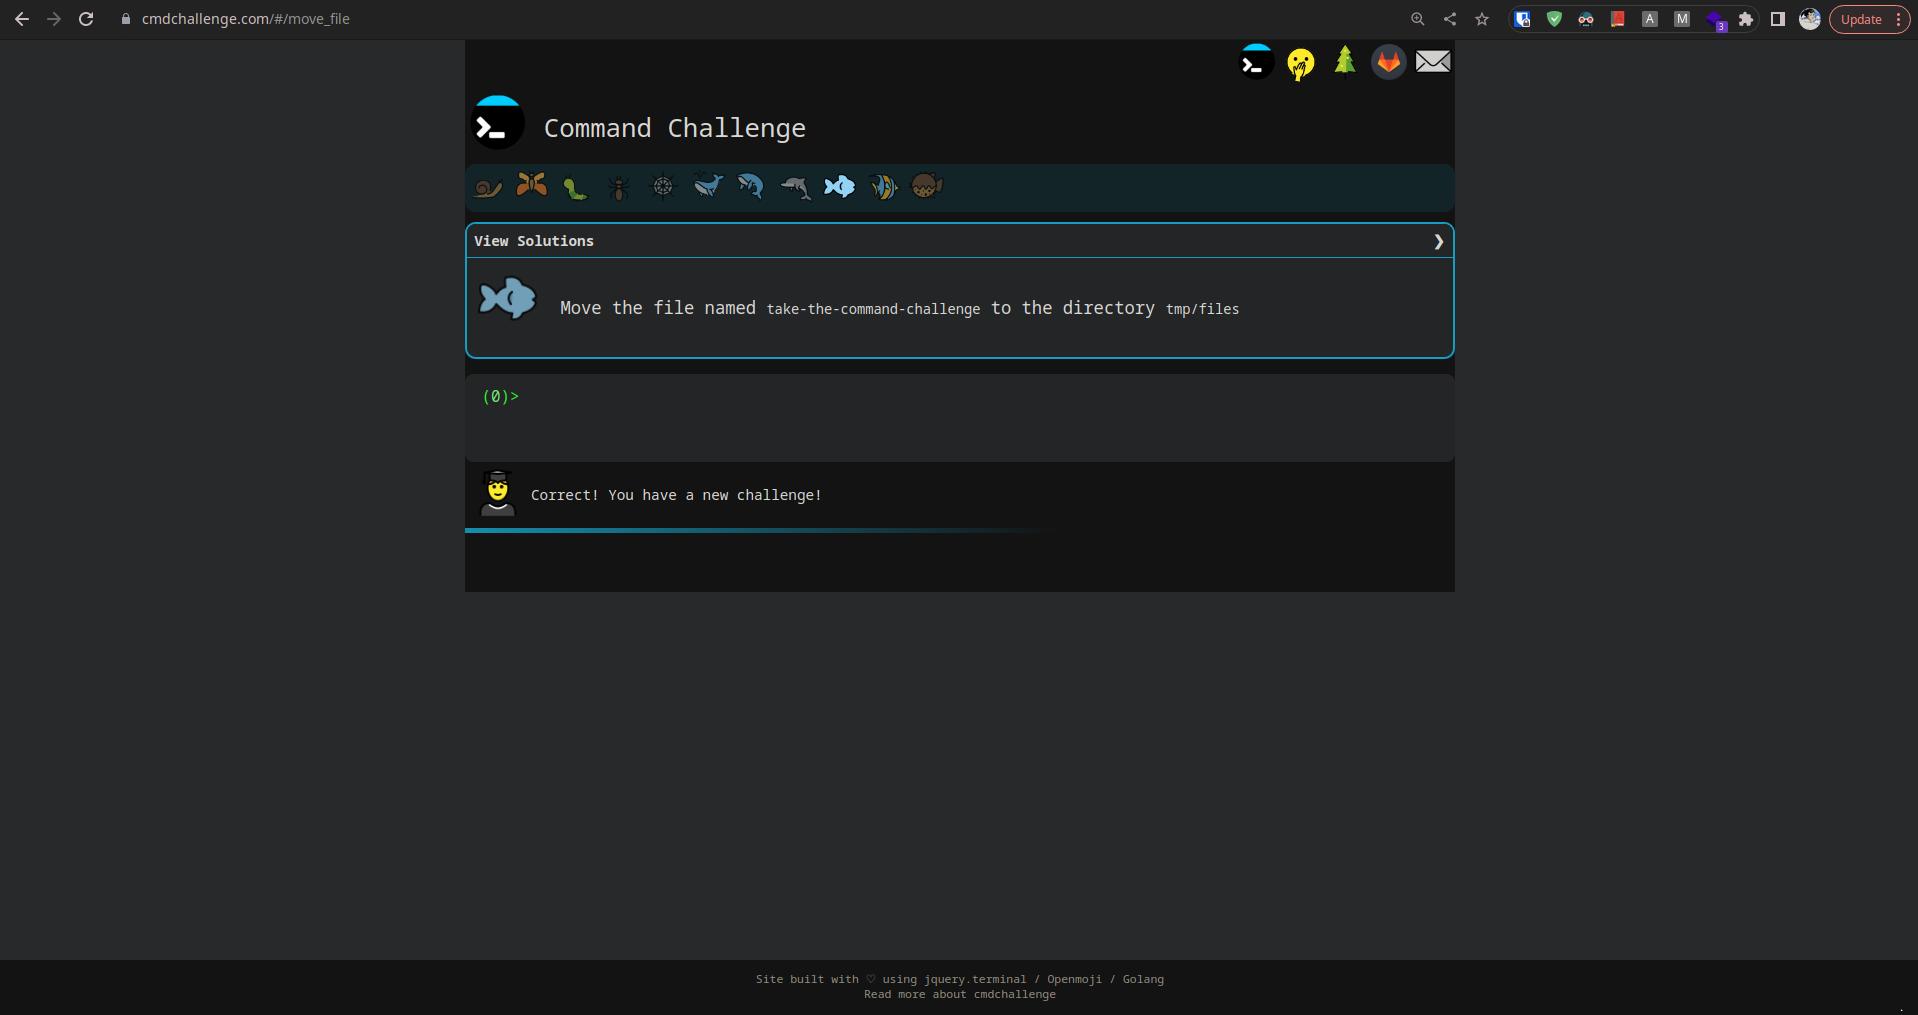 cmdchallenge.com/#/move_file
A
M
3
Update
Command Challenge
View Solutions
Move the file named take-the-command-challenge to the directory tmp/files
(0)>
Correct! You have a new challenge!
Site built with ♡ using jquery.terminal / Openmoji / Golang
Read more about cmdchallenge